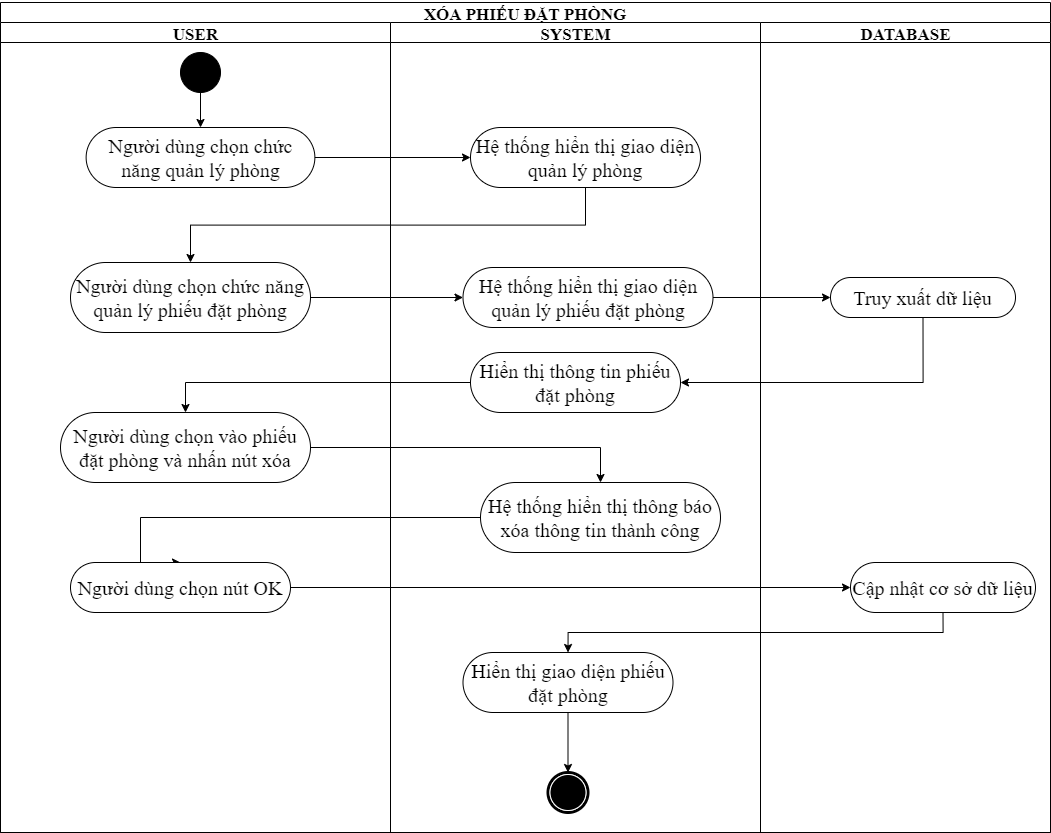 XÓA PHIẾU ĐẶT PHÒNG
USER
SYSTEM
DATABASE
Người dùng chọn chức
năng quản lý phòng
Hệ thống hiển thị giao diện
quản lý phòng
Người dùng chọn chức năng
quản lý phiếu đặt phòng
Hệ thống hiển thị giao diện
quản lý phiếu đặt phòng
Truy xuất dữ liệu
Hiển thị thông tin phiếu
đặt phòng
Người dùng chọn vào phiếu
đặt phòng và nhấn nút xóa
Hệ thống hiển thị thông báo
xóa thông tin thành công
Người dùng chọn nút OK
Cập nhật cơ sở dữ liệu
Hiển thị giao diện phiếu
đặt phòng